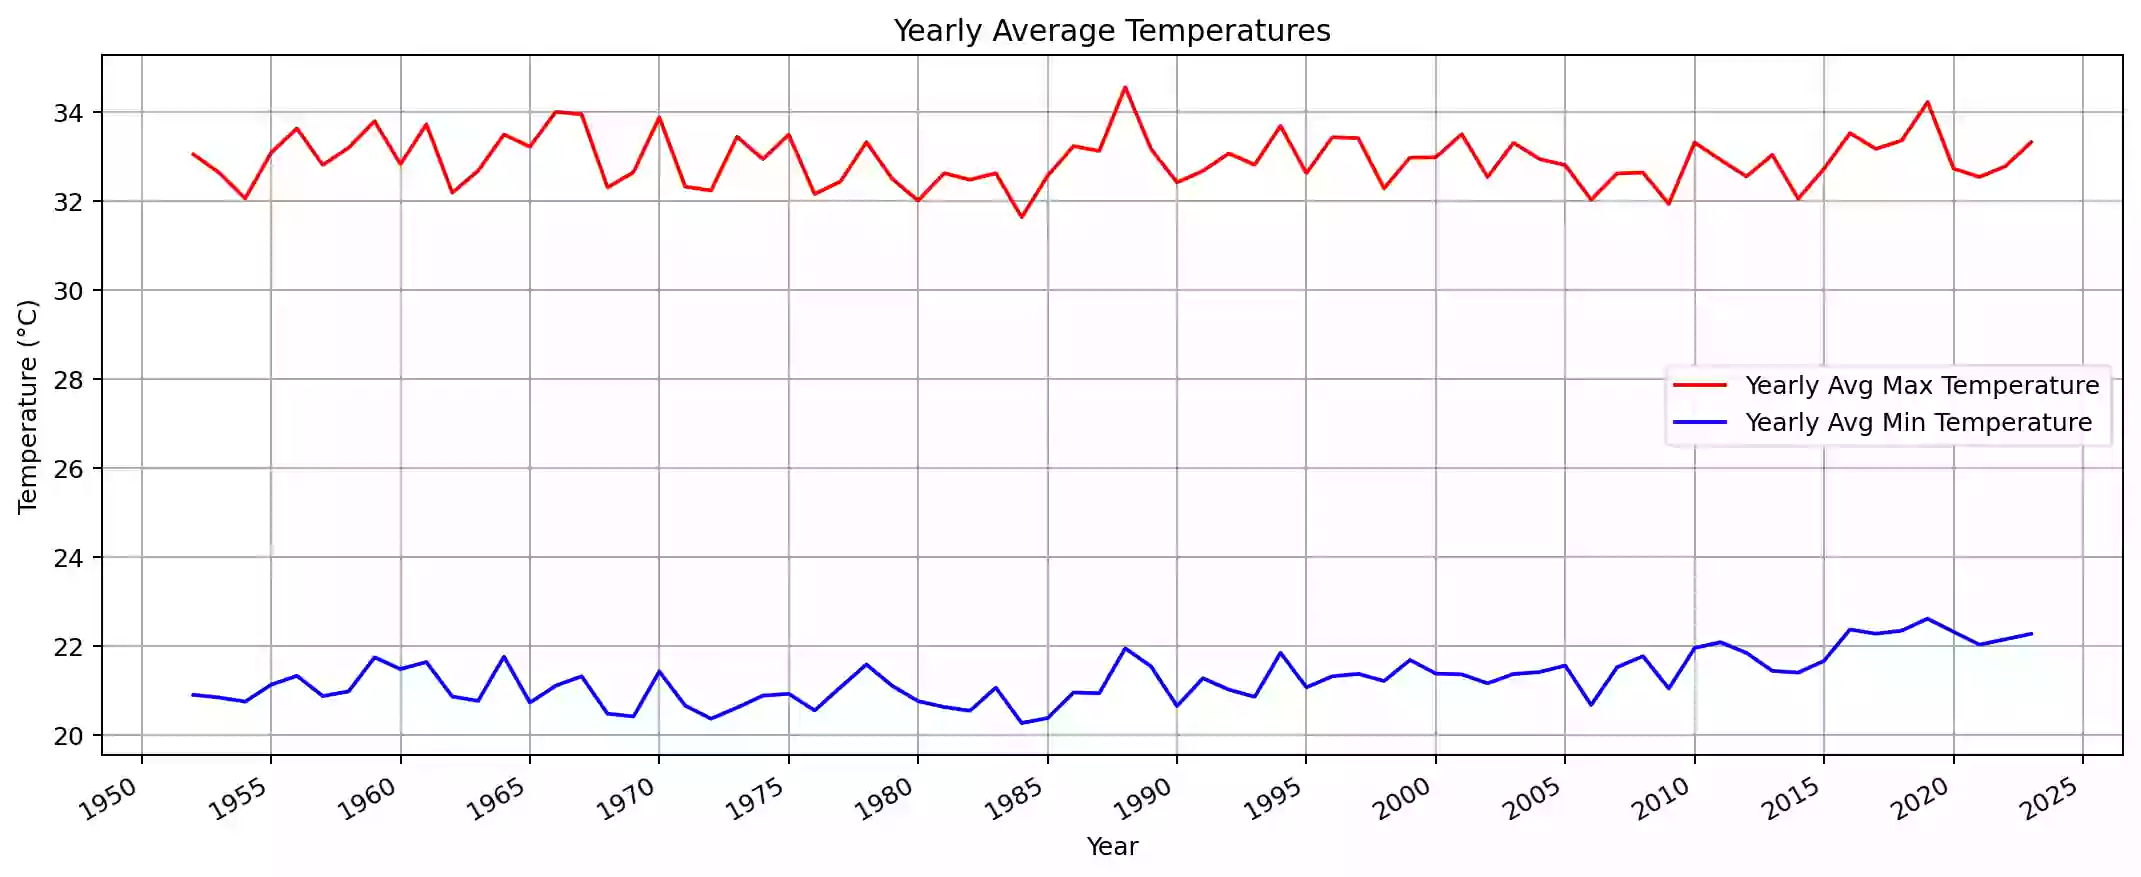 Yearly Average Temperatures
Temperature (°C)
34
32
30
28
26
24
22
20
Yearly Avg Max Temperature
Yearly Avg Min Temperature
1950 1955 1960 1965 1970 1975 1980 1985 1990 1995 2000 2005 2010 2015 2020 2025
Year